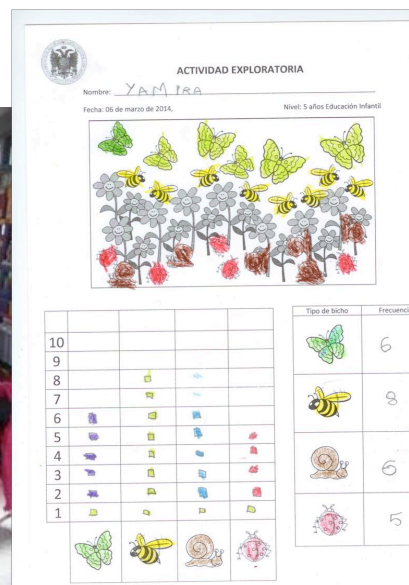 ACTIVIDAD EXPLORATORIA
Nombre: YAMIRA
Fecha: 06 de marzo de 2014,
Nivel: 5 años Educación Infantil
10
9
8
7
6
5
4
3
2
1
Tipo de bicho Frecuenci
6
8
6
5